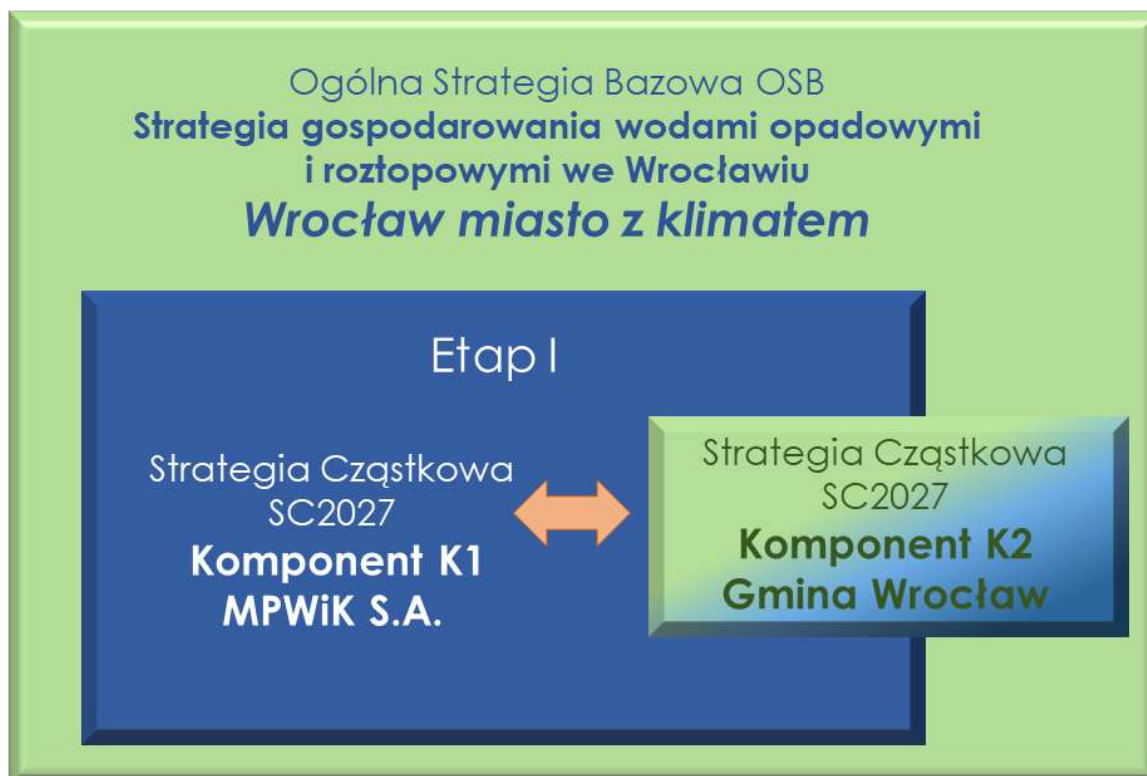 Ogólna Strategia Bazowa OSB
Strategia gospodarowania wodami opadowymi
i roztopowymi we Wrocławiu
Wrocław miasto z klimatem
Etap I
Strategia Cząstkowa
SC2027
Komponent K1
MPWiK S.A.
Strategia Cząstkowa
SC2027
Komponent K2
Gmina Wrocław